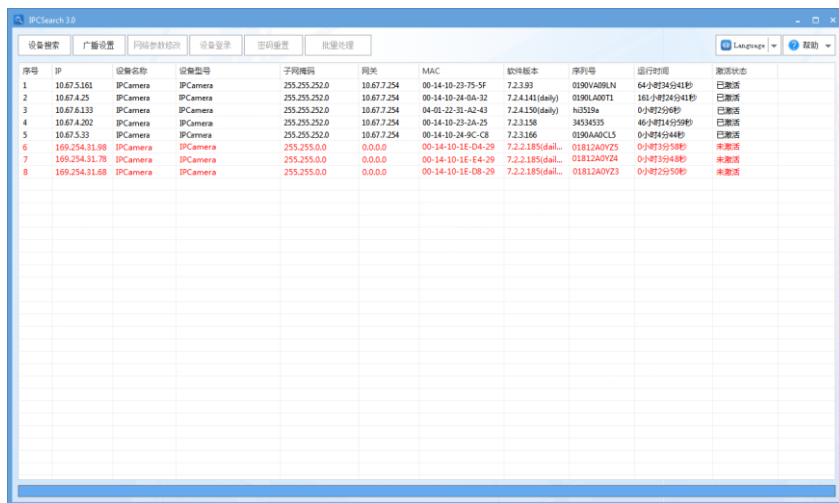 IPCSearch 3.0
设备搜索 广播设置 网络参数修改 设备登录 密码重置 批量处理 Language 帮助
序号 IP 设备名称 设备型号 子网掩码 网关 MAC 软件版本 序列号 运行时间 激活状态
1 10.67.5.161 IPCamera IPCamera 255.255.252.0 10.67.7.254 00-14-10-23-75-5F 7.2.3.93 0190VA09LN 64小时34分41秒 已激活
2 10.67.4.25 IPCamera IPCamera 255.255.252.0 10.67.7.254 00-14-10-24-0A-32 7.2.4.141(daily) 0190LA00T1 161小时24分41秒 已激活
3 10.67.6.133 IPCamera IPCamera 255.255.252.0 10.67.7.254 04-01-22-31-A2-43 7.2.4.150(daily) hi3519a 0小时2分6秒 已激活
4 10.67.4.202 IPCamera IPCamera 255.255.252.0 10.67.7.254 00-14-10-23-2A-25 7.2.3.158 34534535 46小时14分59秒 已激活
5 10.67.5.33 IPCamera IPCamera 255.255.252.0 10.67.7.254 00-14-10-24-9C-C8 7.2.3.166 0190AA0CL5 0小时4分44秒 已激活
6 169.254.31.98 IPCamera IPCamera 255.255.0.0 0.0.0.0 00-14-10-1E-D4-29 7.2.2.185(dail... 01812A0YZ5 0小时3分58秒 未激活
7 169.254.31.78 IPCamera IPCamera 255.255.0.0 0.0.0.0 00-14-10-1E-E4-29 7.2.2.185(dail... 01812A0YZ4 0小时3分48秒 未激活
8 169.254.31.68 IPCamera IPCamera 255.255.0.0 0.0.0.0 00-14-10-1E-D8-29 7.2.2.185(dail... 01812A0YZ3 0小时2分50秒 未激活